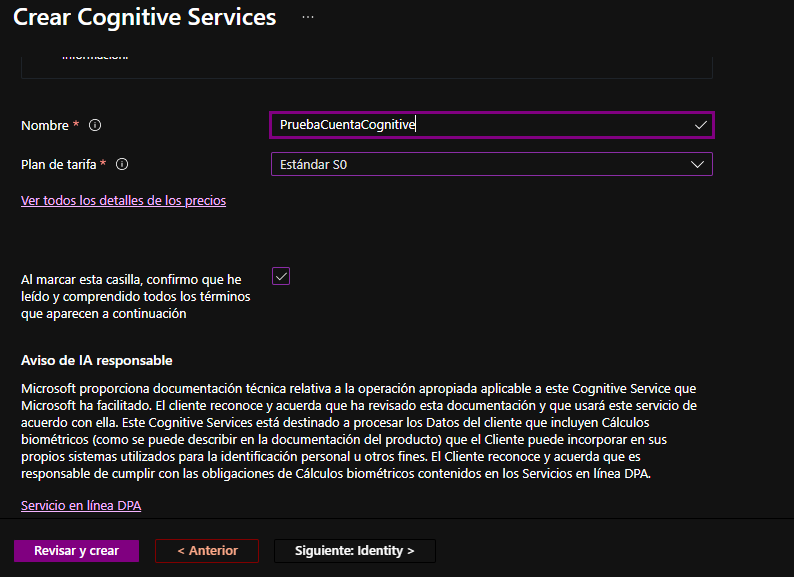 Crear Cognitive Services ...
información.
Nombre *
PruebaCuentaCognitive
Plan de tarifa *
Estándar S0
Ver todos los detalles de los precios
Al marcar esta casilla, confirmo que he
leído y comprendido todos los términos
que aparecen a continuación
Aviso de IA responsable
Microsoft proporciona documentación técnica relativa a la operación apropiada aplicable a este Cognitive Service que
Microsoft ha facilitado. El cliente reconoce y acuerda que ha revisado esta documentación y que usará este servicio de
acuerdo con ella. Este Cognitive Services está destinado a procesar los Datos del cliente que incluyen Cálculos
biométricos (como se puede describir en la documentación del producto) que el Cliente puede incorporar en sus
propios sistemas utilizados para la identificación personal u otros fines. El Cliente reconoce y acuerda que es
responsable de cumplir con las obligaciones de Cálculos biométricos contenidos en los Servicios en línea DPA.
Servicio en línea DPA
Revisar y crear
< Anterior
Siguiente: Identity >